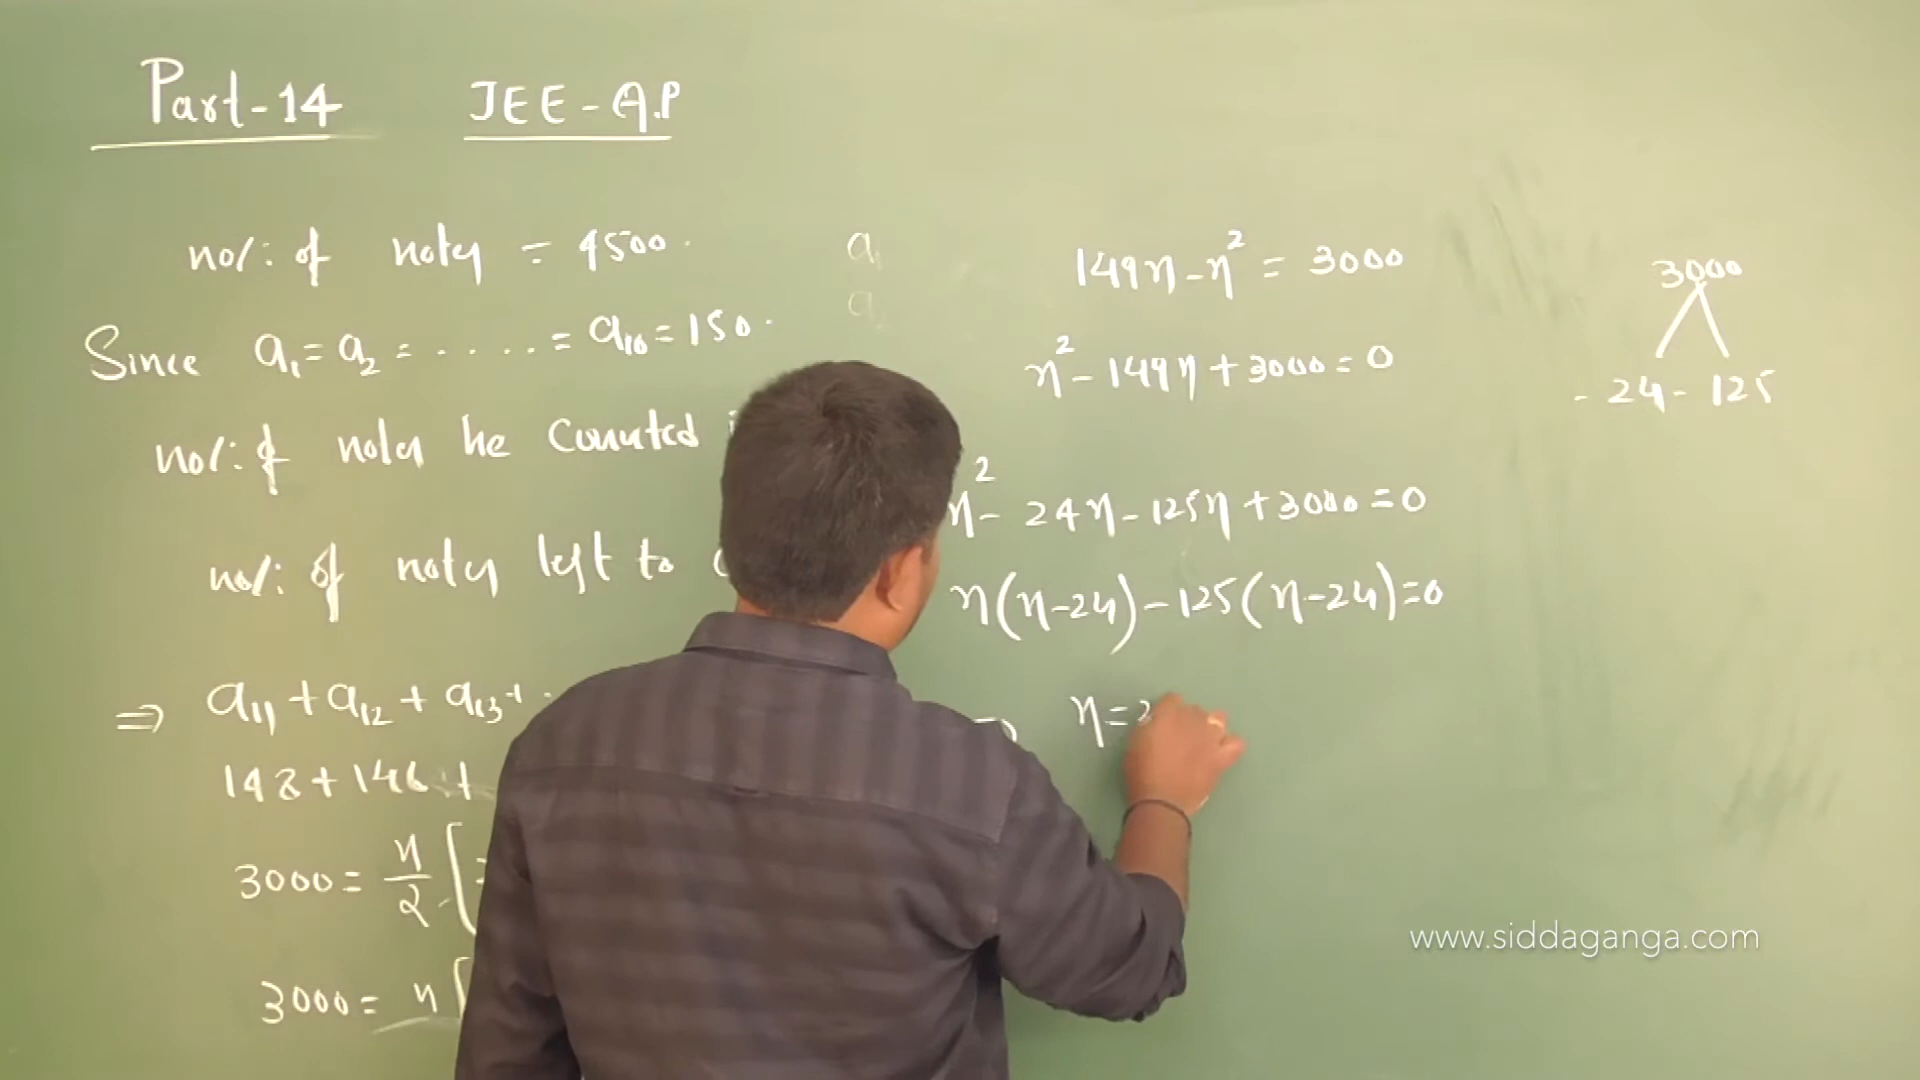 Part-14 JEE-A.P
no/: of notes = 4500.
Since a₁ = a₂ = ..... = a₁₀ = 150.
no/: of notes he Counted
no/: of notes left to
⇒ a₁₁ + a₁₂ + a₁₃ +
148 + 146 +
3000 = n/2 [
3000 = n [
a₁
a
149n - n² = 3000
n² - 149n + 3000 = 0
n² - 24n - 125n + 3000 = 0
n(n-24) - 125(n-24) = 0
n =
3000
- 24 - 125
www.siddaganga.com